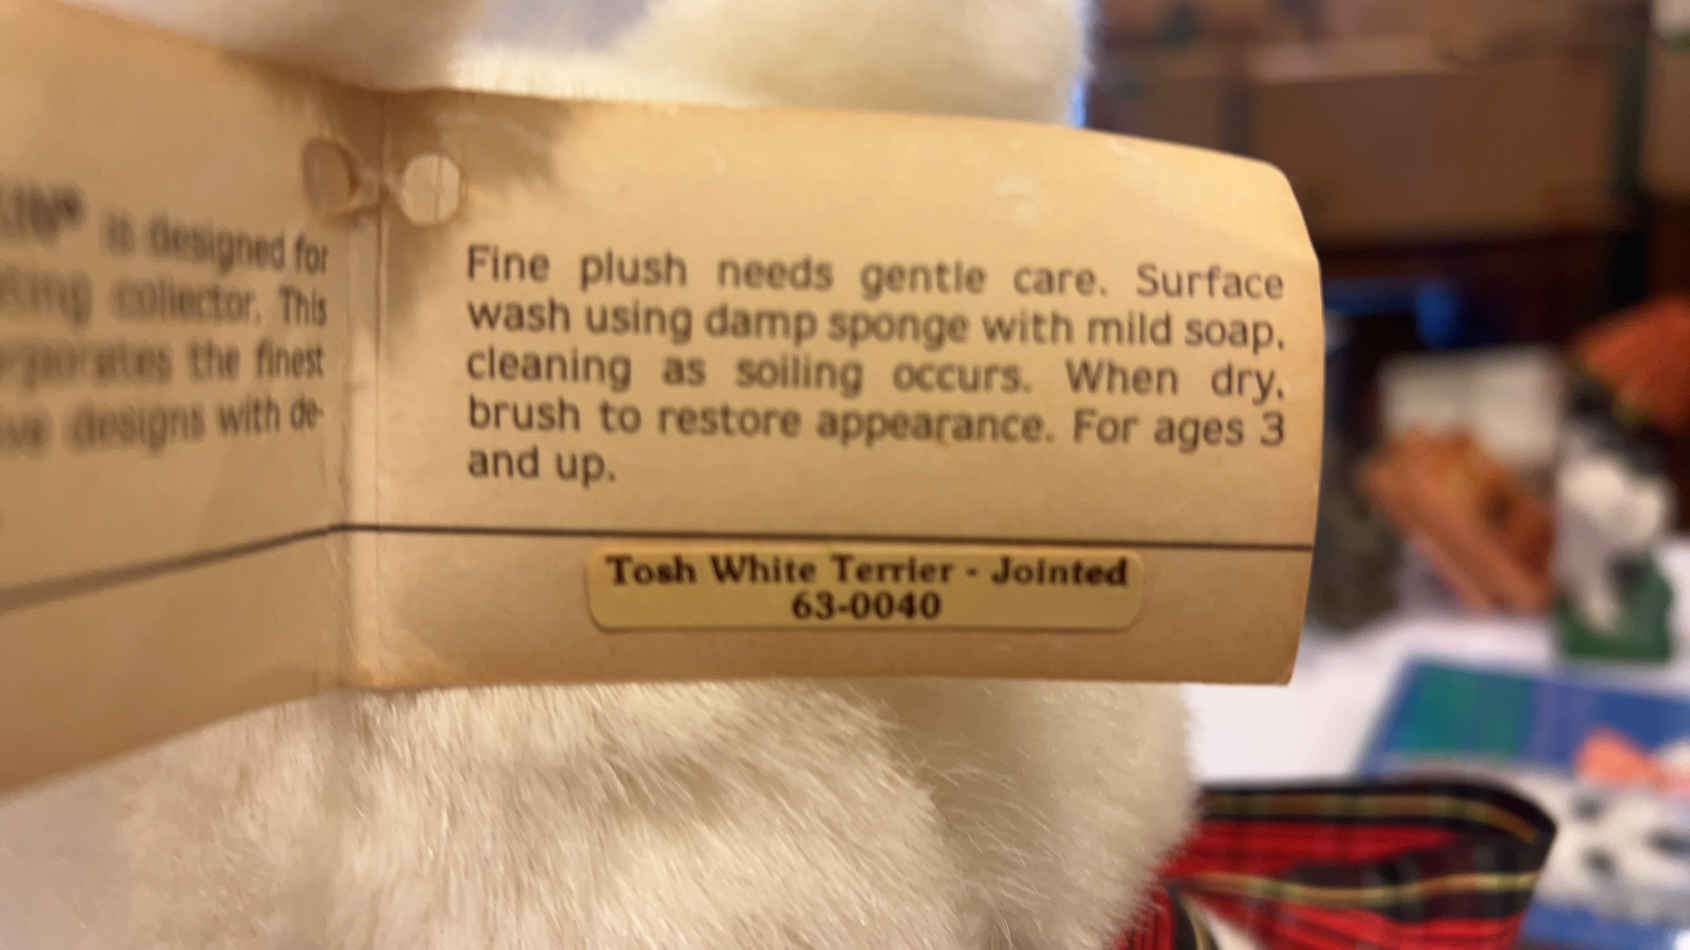 is designed for
collector. This
the finest
designs with de-
Fine plush needs gentle care. Surface
wash using damp sponge with mild soap,
cleaning as soiling occurs. When dry,
brush to restore appearance. For ages 3
and up.
Tosh White Terrier - Jointed
63-0040